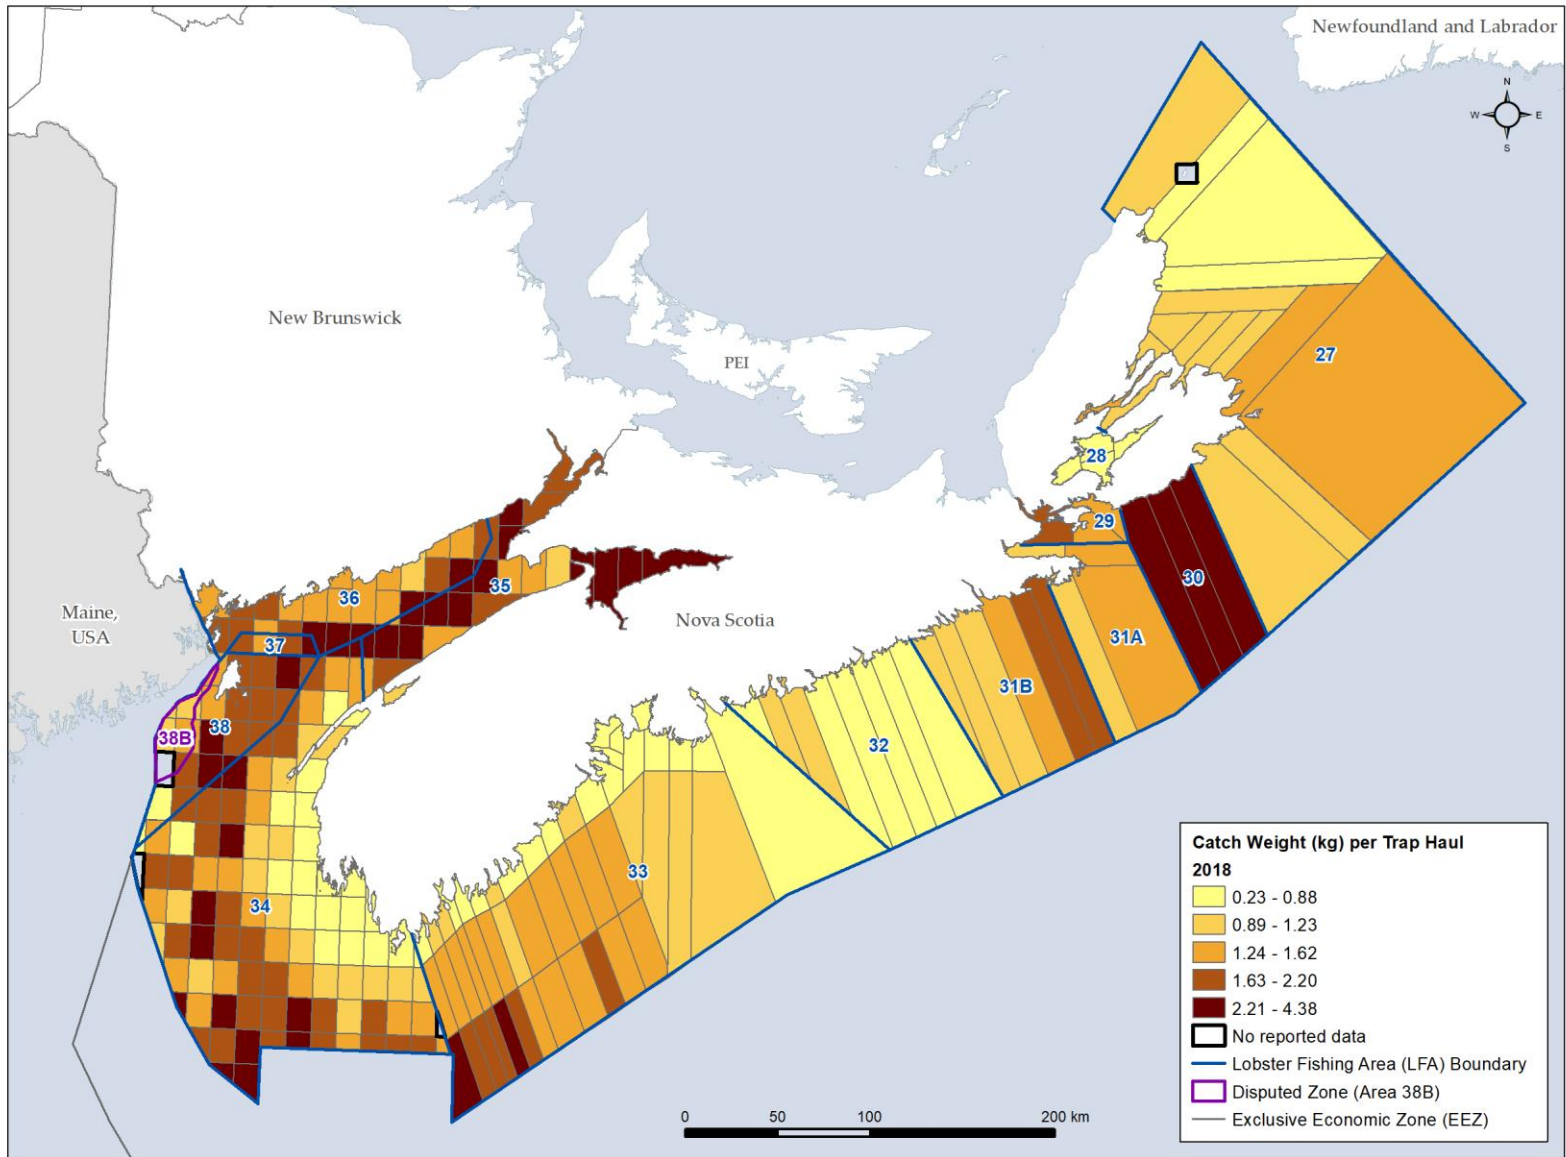 Newfoundland and Labrador
N
W E
S
New Brunswick
PEI
27
28
29
30
35
36
Maine,
USA
Nova Scotia
37
31A
31B
38
38B
32
33
34
Catch Weight (kg) per Trap Haul
2018
0.23 - 0.88
0.89 - 1.23
1.24 - 1.62
1.63 - 2.20
2.21 - 4.38
No reported data
Lobster Fishing Area (LFA) Boundary
Disputed Zone (Area 38B)
Exclusive Economic Zone (EEZ)
0 50 100 200 km